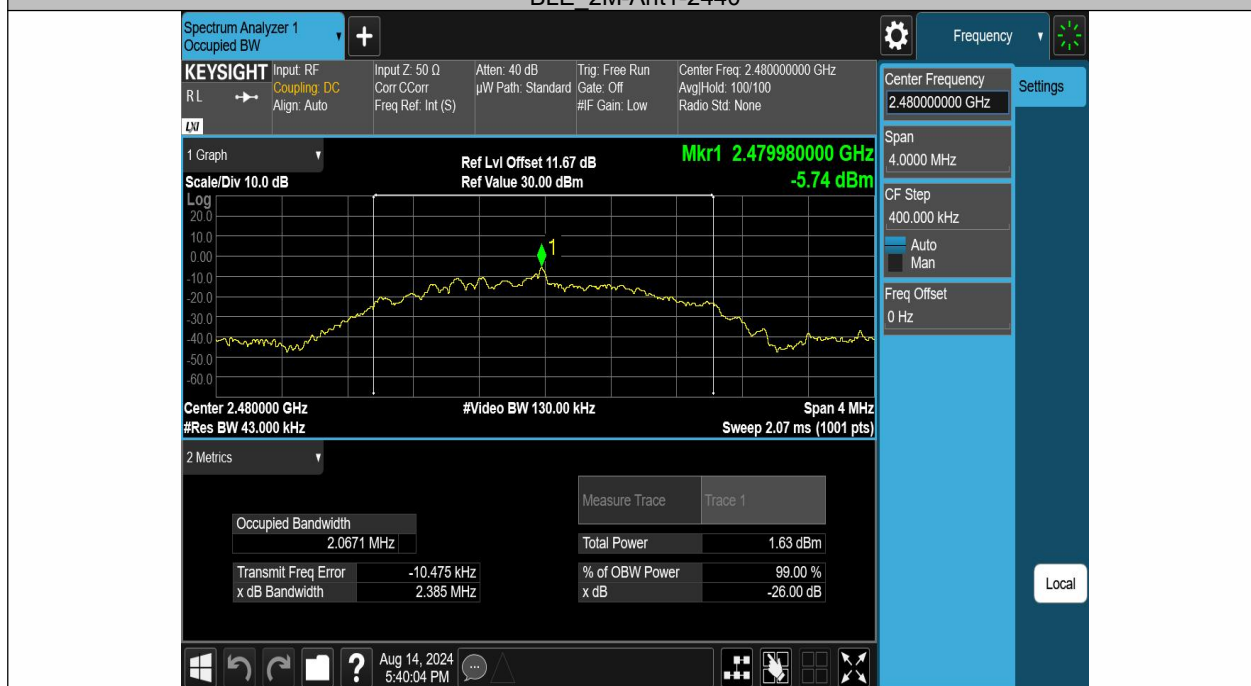 BLE_2M-Ant1-2440
Spectrum Analyzer 1
Occupied BW
Frequency
KEYSIGHT
R L
LXI
Input: RF
Coupling: DC
Align: Auto
Input Z: 50 Ω
Corr CCorr
Freq Ref: Int (S)
Atten: 40 dB
µW Path: Standard
Trig: Free Run
Gate: Off
#IF Gain: Low
Center Freq: 2.480000000 GHz
Avg|Hold: 100/100
Radio Std: None
Center Frequency
2.480000000 GHz
Settings
Span
4.0000 MHz
CF Step
400.000 kHz
Auto
Man
Freq Offset
0 Hz
Local
1 Graph
Scale/Div 10.0 dB
Ref Lvl Offset 11.67 dB
Ref Value 30.00 dBm
Mkr1 2.479980000 GHz
-5.74 dBm
Log
20.0
10.0
0.00
-10.0
-20.0
-30.0
-40.0
-50.0
-60.0
1
Center 2.480000 GHz
#Res BW 43.000 kHz
#Video BW 130.00 kHz
Span 4 MHz
Sweep 2.07 ms (1001 pts)
2 Metrics
Measure Trace Trace 1
Occupied Bandwidth
2.0671 MHz
Total Power 1.63 dBm
Transmit Freq Error -10.475 kHz
% of OBW Power 99.00 %
x dB Bandwidth 2.385 MHz
x dB -26.00 dB
?
Aug 14, 2024
5:40:04 PM